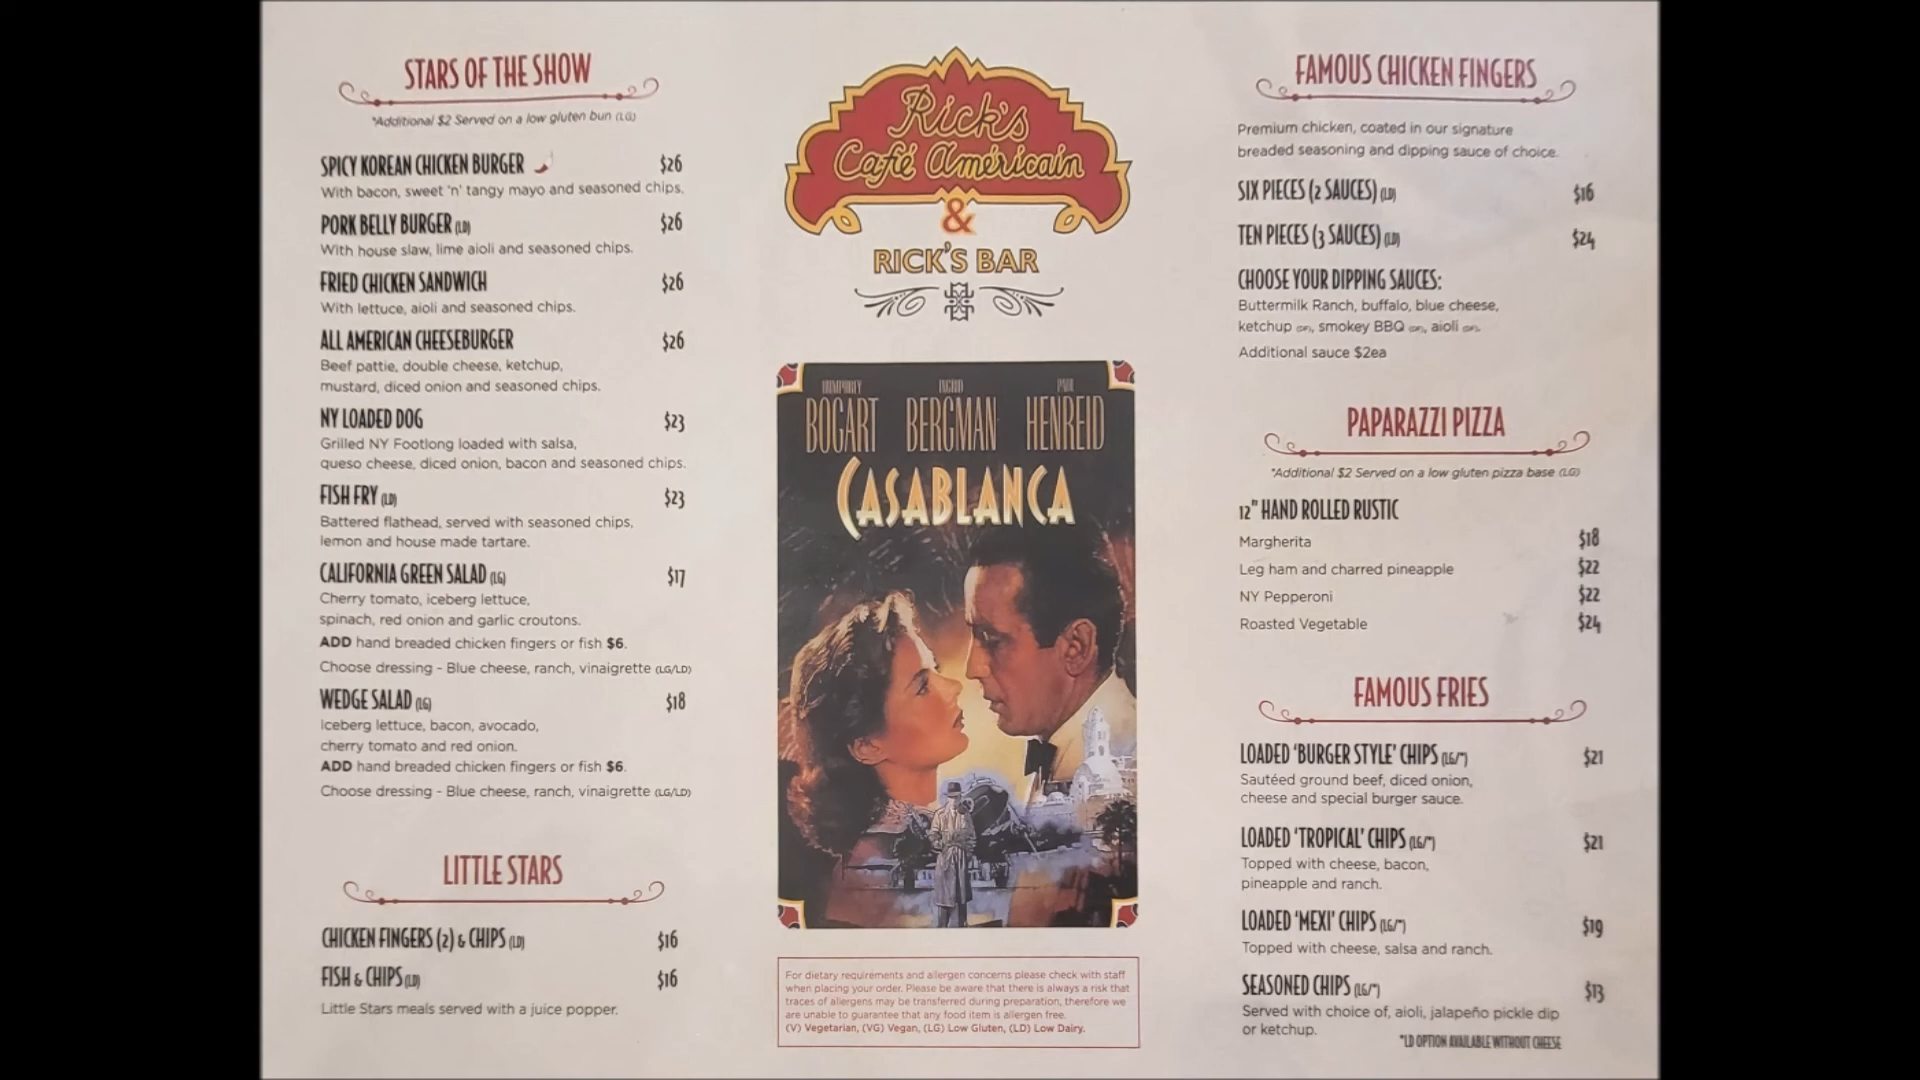 STARS OF THE SHOW
*Additional $2 Served on a low gluten bun (LG)
SPICY KOREAN CHICKEN BURGER $26
With bacon, sweet 'n' tangy mayo and seasoned chips.
PORK BELLY BURGER (LD) $26
With house slaw, lime aioli and seasoned chips.
FRIED CHICKEN SANDWICH $26
With lettuce, aioli and seasoned chips.
ALL AMERICAN CHEESEBURGER $26
Beef pattie, double cheese, ketchup,
mustard, diced onion and seasoned chips.
NY LOADED DOG $23
Grilled NY Footlong loaded with salsa,
queso cheese, diced onion, bacon and seasoned chips.
FISH FRY (LD) $23
Battered flathead, served with seasoned chips,
lemon and house made tartare.
CALIFORNIA GREEN SALAD (LG) $17
Cherry tomato, iceberg lettuce,
spinach, red onion and garlic croutons.
ADD hand breaded chicken fingers or fish $6.
Choose dressing - Blue cheese, ranch, vinaigrette (LG/LD)
WEDGE SALAD (LG) $18
Iceberg lettuce, bacon, avocado,
cherry tomato and red onion.
ADD hand breaded chicken fingers or fish $6.
Choose dressing - Blue cheese, ranch, vinaigrette (LG/LD)
LITTLE STARS
CHICKEN FINGERS (2) & CHIPS (LD) $16
FISH & CHIPS (LD) $16
Little Stars meals served with a juice popper.
Rick's
Café Américain
&
RICK'S BAR
HUMPHREY INGRID PAUL
BOGART BERGMAN HENREID
CASABLANCA
For dietary requirements and allergen concerns please check with staff
when placing your order. Please be aware that there is always a risk that
traces of allergens may be transferred during preparation, therefore we
are unable to guarantee that any food item is allergen free.
(V) Vegetarian, (VG) Vegan, (LG) Low Gluten, (LD) Low Dairy.
FAMOUS CHICKEN FINGERS
Premium chicken, coated in our signature
breaded seasoning and dipping sauce of choice.
SIX PIECES (2 SAUCES) (LD) $16
TEN PIECES (3 SAUCES) (LD) $24
CHOOSE YOUR DIPPING SAUCES:
Buttermilk Ranch, buffalo, blue cheese,
ketchup, smokey BBQ, aioli.
Additional sauce $2ea
PAPARAZZI PIZZA
*Additional $2 Served on a low gluten pizza base (LG)
12" HAND ROLLED RUSTIC
Margherita $18
Leg ham and charred pineapple $22
NY Pepperoni $22
Roasted Vegetable $24
FAMOUS FRIES
LOADED 'BURGER STYLE' CHIPS (LG/*) $21
Sautéed ground beef, diced onion,
cheese and special burger sauce.
LOADED 'TROPICAL' CHIPS (LG/*) $21
Topped with cheese, bacon,
pineapple and ranch.
LOADED 'MEXI' CHIPS (LG/*) $19
Topped with cheese, salsa and ranch.
SEASONED CHIPS (LG/*) $13
Served with choice of, aioli, jalapeño pickle dip
or ketchup.
*LD OPTION AVAILABLE WITHOUT CHEESE